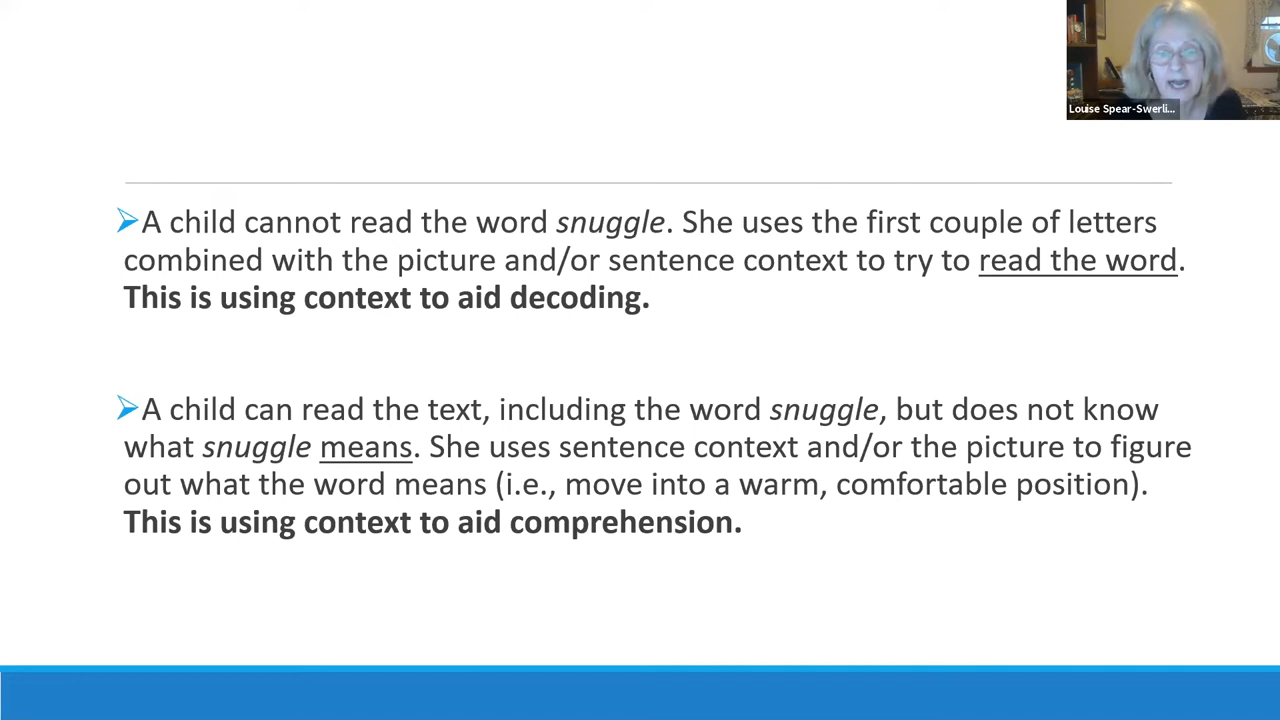 Louise Spear-Swerli...
A child cannot read the word snuggle. She uses the first couple of letters
combined with the picture and/or sentence context to try to read the word.
This is using context to aid decoding.
A child can read the text, including the word snuggle, but does not know
what snuggle means. She uses sentence context and/or the picture to figure
out what the word means (i.e., move into a warm, comfortable position).
This is using context to aid comprehension.